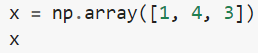 x = np.array([1, 4, 3])
x